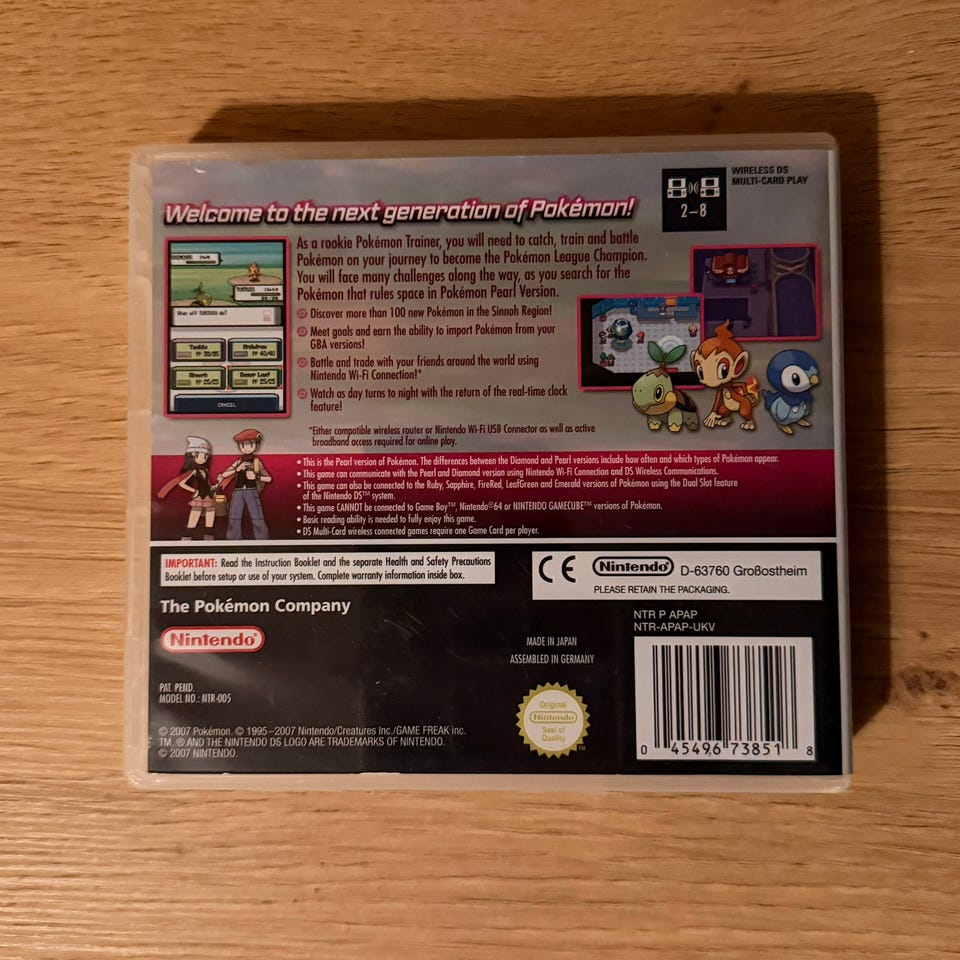 WIRELESS DS
MULTI-CARD PLAY
2-8
Welcome to the next generation of Pokémon!
As a rookie Pokémon Trainer, you will need to catch, train and battle
Pokémon on your journey to become the Pokémon League Champion.
You will face many challenges along the way, as you search for the
Pokémon that rules space in Pokémon Pearl Version.
Discover more than 100 new Pokémon in the Sinnoh Region!
Meet goals and earn the ability to import Pokémon from your
GBA versions!
Battle and trade with your friends around the world using
Nintendo Wi-Fi Connection!*
Watch as day turns to night with the return of the real-time clock
feature!
*Either compatible wireless router or Nintendo Wi-Fi USB Connector as well as active
broadband access required for online play.
Tackle
Withdraw
PP 40/40
Absorb
PP 25/25
Razor Leaf
PP 25/25
CANCEL
• This is the Pearl version of Pokémon. The differences between the Diamond and Pearl versions include how often and which types of Pokémon appear.
• This game can communicate with the Pearl and Diamond version using Nintendo Wi-Fi Connection and DS Wireless Communications.
• This game can also be connected to the Ruby, Sapphire, FireRed, LeafGreen and Emerald versions of Pokémon using the Dual Slot feature
of the Nintendo DS™ system.
• This game CANNOT be connected to Game Boy™, Nintendo®64 or NINTENDO GAMECUBE™ versions of Pokémon.
• Basic reading ability is needed to fully enjoy this game.
• DS Multi-Card wireless connected games require one Game Card per player.
IMPORTANT: Read the Instruction Booklet and the separate Health and Safety Precautions
Booklet before setup or use of your system. Complete warranty information inside box.
CE Nintendo® D-63760 Großostheim
PLEASE RETAIN THE PACKAGING.
The Pokémon Company
Nintendo®
NTR P APAP
NTR-APAP-UKV
MADE IN JAPAN
ASSEMBLED IN GERMANY
PAT. PEND.
MODEL NO.: NTR-005
Original
Nintendo
Seal of
Quality
TM
© 2007 Pokémon. © 1995–2007 Nintendo/Creatures Inc./GAME FREAK inc.
TM, ® AND THE NINTENDO DS LOGO ARE TRADEMARKS OF NINTENDO.
© 2007 NINTENDO.
0 45496 73851 8